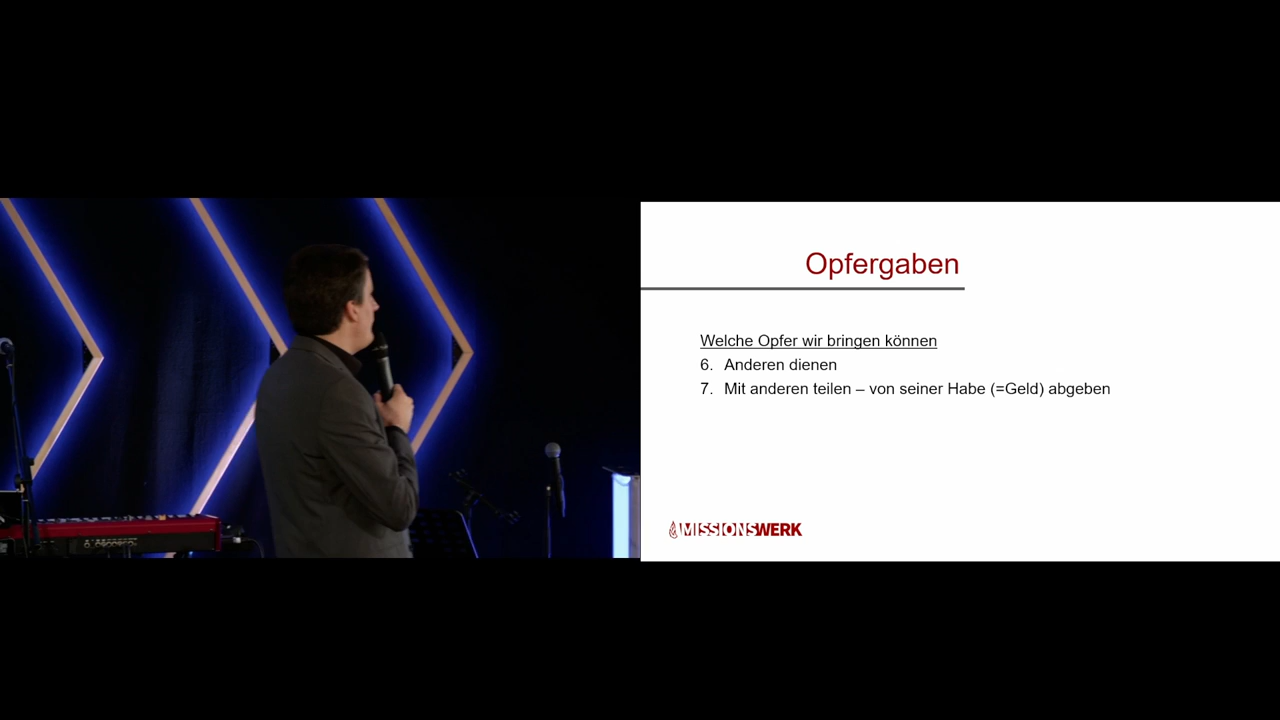 Opfergaben
Welche Opfer wir bringen können
6. Anderen dienen
7. Mit anderen teilen – von seiner Habe (=Geld) abgeben
MISSIONSWERK